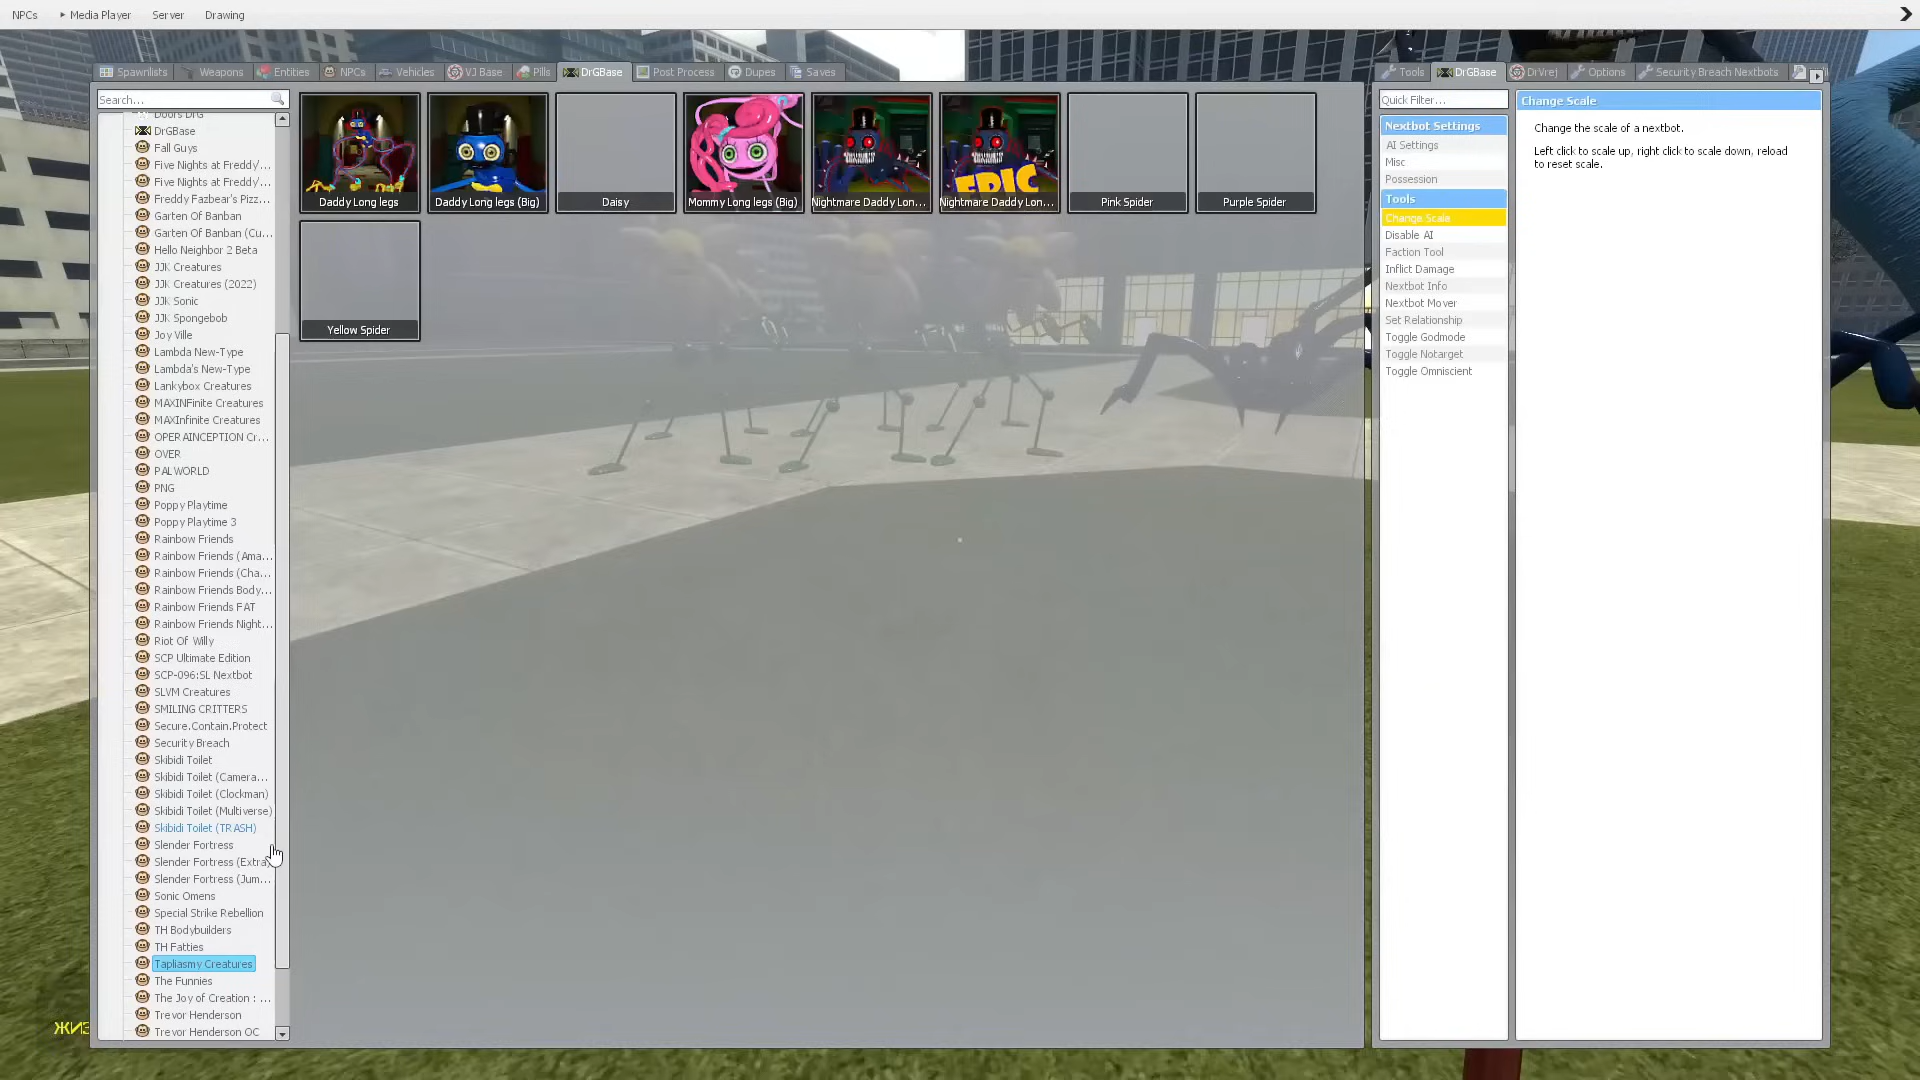 NPCs
Media Player
Server
Drawing
Spawnlists
Weapons
Entities
NPCs
Vehicles
VJ Base
Pills
DrGBase
Post Process
Dupes
Saves
Tools
DrGBase
DrVrej
Options
Security Breach Nextbots
Search...
Doors DrG
DrGBase
Fall Guys
Five Nights at Freddy'...
Five Nights at Freddy'...
Freddy Fazbear's Pizz...
Garten Of Banban
Garten Of Banban (Cu...
Hello Neighbor 2 Beta
JJK Creatures
JJK Creatures (2022)
JJK Sonic
JJK Spongebob
Joy Ville
Lambda New-Type
Lambda's New-Type
Lankybox Creatures
MAXINFinite Creatures
MAXInfinite Creatures
OPERAINCEPTION Cr...
OVER
PALWORLD
PNG
Poppy Playtime
Poppy Playtime 3
Rainbow Friends
Rainbow Friends (Ama...
Rainbow Friends (Cha...
Rainbow Friends Body...
Rainbow Friends FAT
Rainbow Friends Night...
Riot Of Willy
SCP Ultimate Edition
SCP-096:SL Nextbot
SLVM Creatures
SMILING CRITTERS
Secure.Contain.Protect
Security Breach
Skibidi Toilet
Skibidi Toilet (Camera...
Skibidi Toilet (Clockman)
Skibidi Toilet (Multiverse)
Skibidi Toilet (TRASH)
Slender Fortress
Slender Fortress (Extra)
Slender Fortress (Jum...
Sonic Omens
Special Strike Rebellion
TH Bodybuilders
TH Fatties
Tapliasmy Creatures
The Funnies
The Joy of Creation : ...
Trevor Henderson
Trevor Henderson OC
Daddy Long legs
Daddy Long legs (Big)
Daisy
Mommy Long legs (Big)
Nightmare Daddy Lon...
EPIC
Nightmare Daddy Lon...
Pink Spider
Purple Spider
Yellow Spider
Quick Filter...
Nextbot Settings
AI Settings
Misc
Possession
Tools
Change Scale
Disable AI
Faction Tool
Inflict Damage
Nextbot Info
Nextbot Mover
Set Relationship
Toggle Godmode
Toggle Notarget
Toggle Omniscient
Change Scale
Change the scale of a nextbot.
Left click to scale up, right click to scale down, reload
to reset scale.